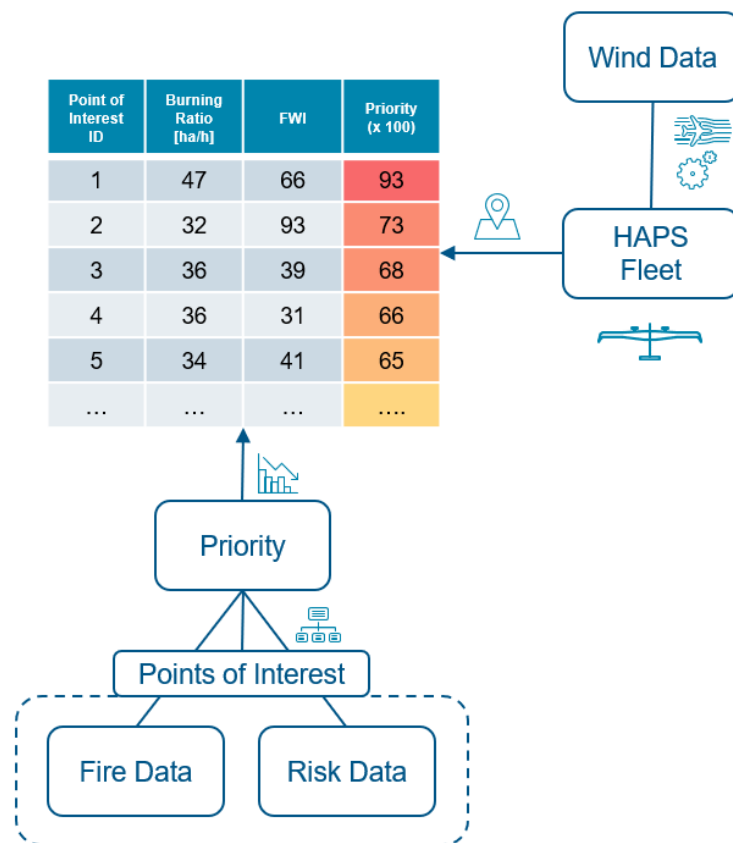 Wind Data
Point of
Interest
ID
Burning
Ratio
[ha/h]
FWI
Priority
(x 100)
1 47 66 93
2 32 93 73
3 36 39 68
4 36 31 66
5 34 41 65
… … … ….
HAPS
Fleet
Priority
Points of Interest
Fire Data
Risk Data